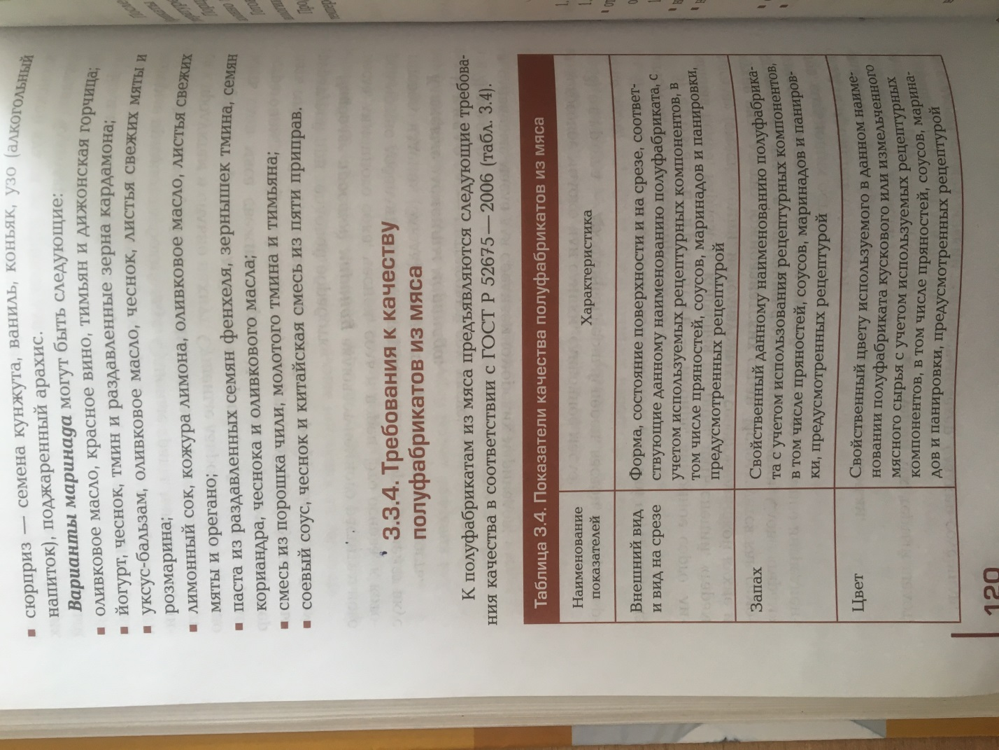 ■ сюрприз — семена кунжута, ваниль, коньяк, узо (алкогольный
напиток), поджаренный арахис.
Варианты маринада могут быть следующие:
■ оливковое масло, красное вино, тимьян и дижонская горчица;
■ йогурт, чеснок, тмин и раздавленные зерна кардамона;
■ уксус-бальзам, оливковое масло, чеснок, листья свежих мяты и
розмарина;
■ лимонный сок, кожура лимона, оливковое масло, листья свежих
мяты и орегано;
■ паста из раздавленных семян фенхеля, зернышек тмина, семян
кориандра, чеснока и оливкового масла;
■ смесь из порошка чили, молотого тмина и тимьяна;
■ соевый соус, чеснок и китайская смесь из пяти приправ.
3.3.4. Требования к качеству
полуфабрикатов из мяса
К полуфабрикатам из мяса предъявляются следующие требова-
ния качества в соответствии с ГОСТ Р 52675—2006 (табл. 3.4).
Таблица 3.4. Показатели качества полуфабрикатов из мяса
Наименование
показателей
Характеристика
Внешний вид
и вид на срезе
Форма, состояние поверхности и на срезе, соответ-
ствующие данному наименованию полуфабриката, с
учетом используемых рецептурных компонентов, в
том числе пряностей, соусов, маринадов и панировки,
предусмотренных рецептурой
Запах
Свойственный данному наименованию полуфабрика-
та с учетом использования рецептурных компонентов,
в том числе пряностей, соусов, маринадов и паниров-
ки, предусмотренных рецептурой
Цвет
Свойственный цвету используемого в данном наиме-
новании полуфабриката кускового или измельченного
мясного сырья с учетом используемых рецептурных
компонентов, в том числе пряностей, соусов, марина-
дов и панировки, предусмотренных рецептурой
120